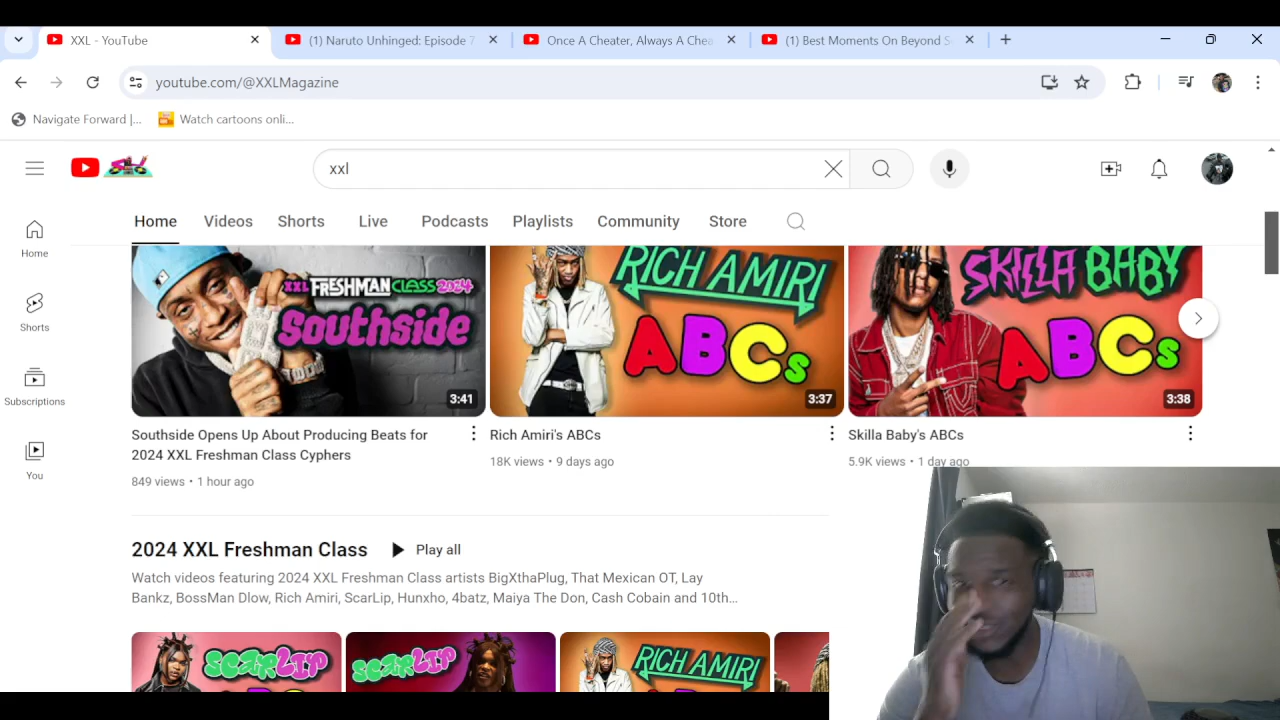 XXL - YouTube
(1) Naruto Unhinged: Episode 7
Once A Cheater, Always A Chea
(1) Best Moments On Beyond S
youtube.com/@XXLMagazine
Navigate Forward |...
Watch cartoons onli...
xxl
Home
Videos
Shorts
Live
Podcasts
Playlists
Community
Store
Home
Shorts
Subscriptions
You
XXL FRESHMAN CLASS 2024
Southside
3:41
RICH AMIRI
ABCs
3:37
SKILLA BABY
ABCs
3:38
Southside Opens Up About Producing Beats for
2024 XXL Freshman Class Cyphers
849 views • 1 hour ago
Rich Amiri's ABCs
18K views • 9 days ago
Skilla Baby's ABCs
5.9K views • 1 day ago
2024 XXL Freshman Class
Play all
Watch videos featuring 2024 XXL Freshman Class artists BigXthaPlug, That Mexican OT, Lay
Bankz, BossMan Dlow, Rich Amiri, ScarLip, Hunxho, 4batz, Maiya The Don, Cash Cobain and 10th...
SCARLIP
SCARLIP
RICH AMIRI